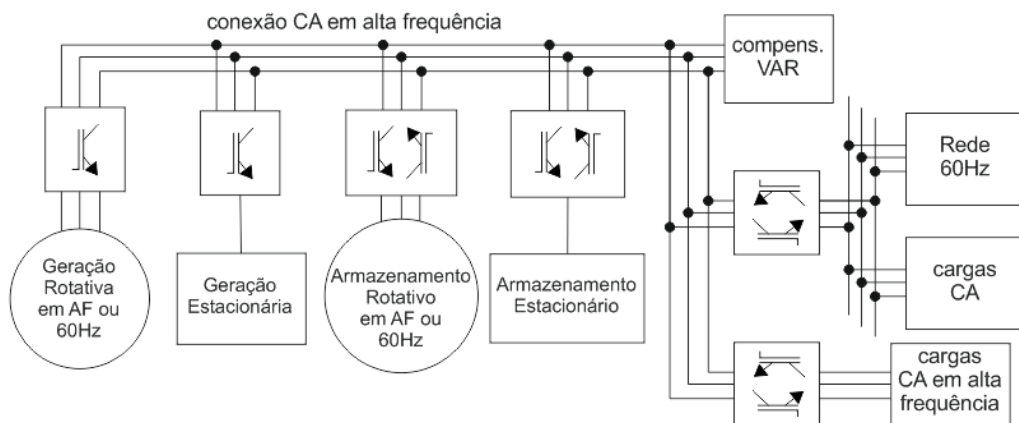 conexão CA em alta frequência
compens.
VAR
Rede
60Hz
Geração
Rotativa
em AF ou
60Hz
Geração
Estacionária
Armazenamento
Rotativo
em AF ou
60Hz
Armazenamento
Estacionário
cargas
CA
cargas
CA em alta
frequência